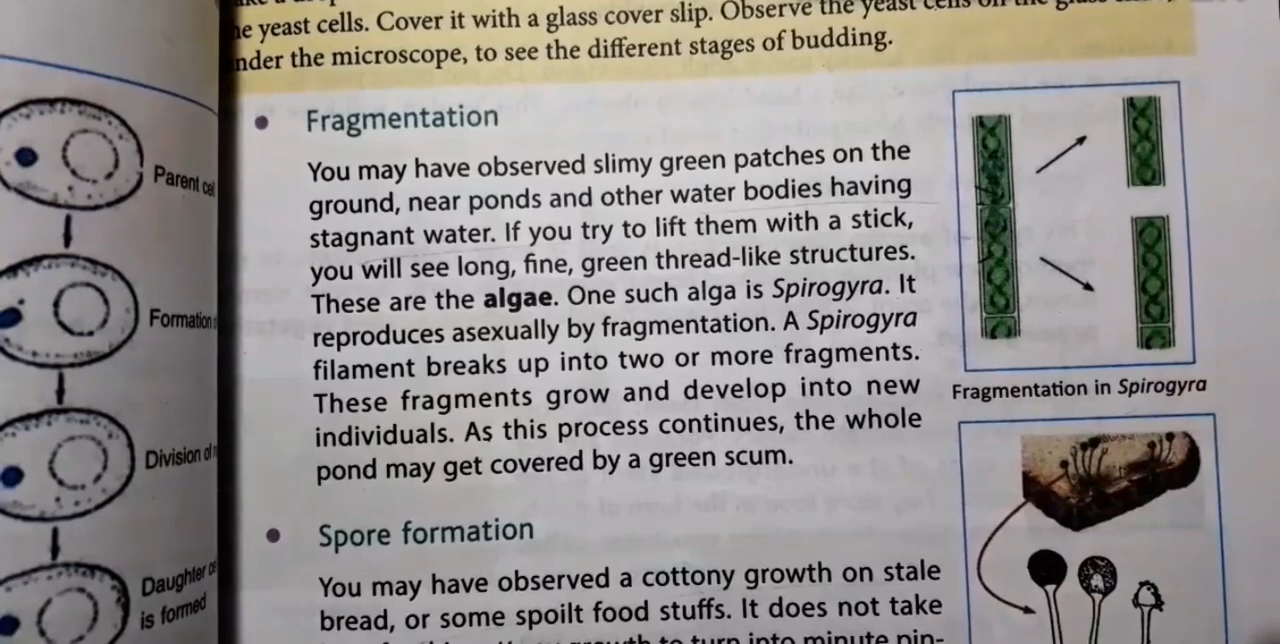 Parent
Formation
Division
Daughter
is formed
yeast cells. Cover it with a glass cover slip. Observe the yeast cells on the
the microscope, to see the different stages of budding.
• Fragmentation
You may have observed slimy green patches on the
ground, near ponds and other water bodies having
stagnant water. If you try to lift them with a stick,
you will see long, fine, green thread-like structures.
These are the algae. One such alga is Spirogyra. It
reproduces asexually by fragmentation. A Spirogyra
filament breaks up into two or more fragments.
These fragments grow and develop into new
individuals. As this process continues, the whole
pond may get covered by a green scum.
Fragmentation in Spirogyra
• Spore formation
You may have observed a cottony growth on stale
bread, or some spoilt food stuffs. It does not take
to turn into minute pin-